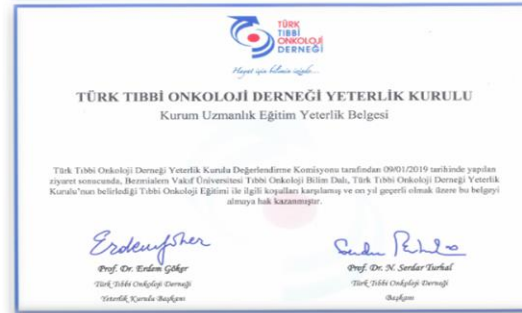 TÜRK
TIBBİ
ONKOLOJİ
DERNEĞİ
Hayat için bilimin ışığında...
TÜRK TIBBİ ONKOLOJİ DERNEĞİ YETERLİK KURULU
Kurum Uzmanlık Eğitim Yeterlik Belgesi
Türk Tıbbi Onkoloji Derneği Yeterlik Kurulu Değerlendirme Komisyonu tarafından 09/01/2019 tarihinde yapılan
ziyaret sonucunda, Bezmialem Vakıf Üniversitesi Tıbbi Onkoloji Bilim Dalı, Türk Tıbbi Onkoloji Derneği Yeterlik
Kurulu'nun belirlediği Tıbbi Onkoloji Eğitimi ile ilgili koşulları karşılamış ve on yıl geçerli olmak üzere bu belgeyi
almaya hak kazanmıştır.
Prof. Dr. Erdem Göker
Türk Tıbbi Onkoloji Derneği
Yeterlik Kurulu Başkanı
Prof. Dr. N. Serdar Turhal
Türk Tıbbi Onkoloji Derneği
Başkanı